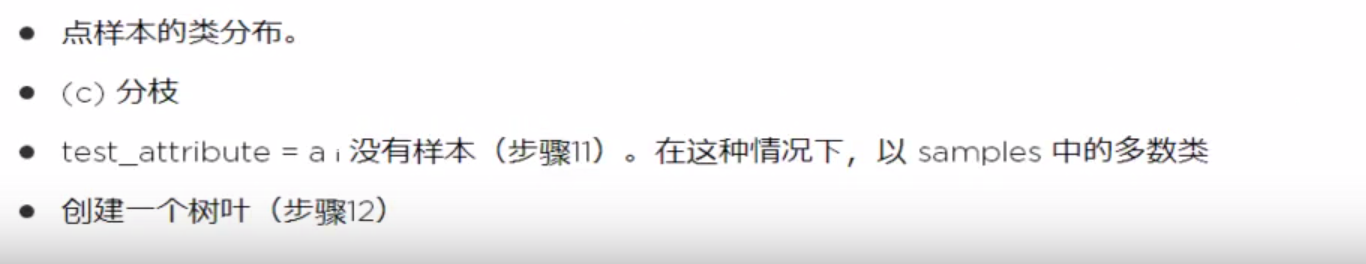 ● 点样本的类分布。
● (c) 分枝
● test_attribute = a i 没有样本（步骤11）。在这种情况下，以 samples 中的多数类
● 创建一个树叶（步骤12）